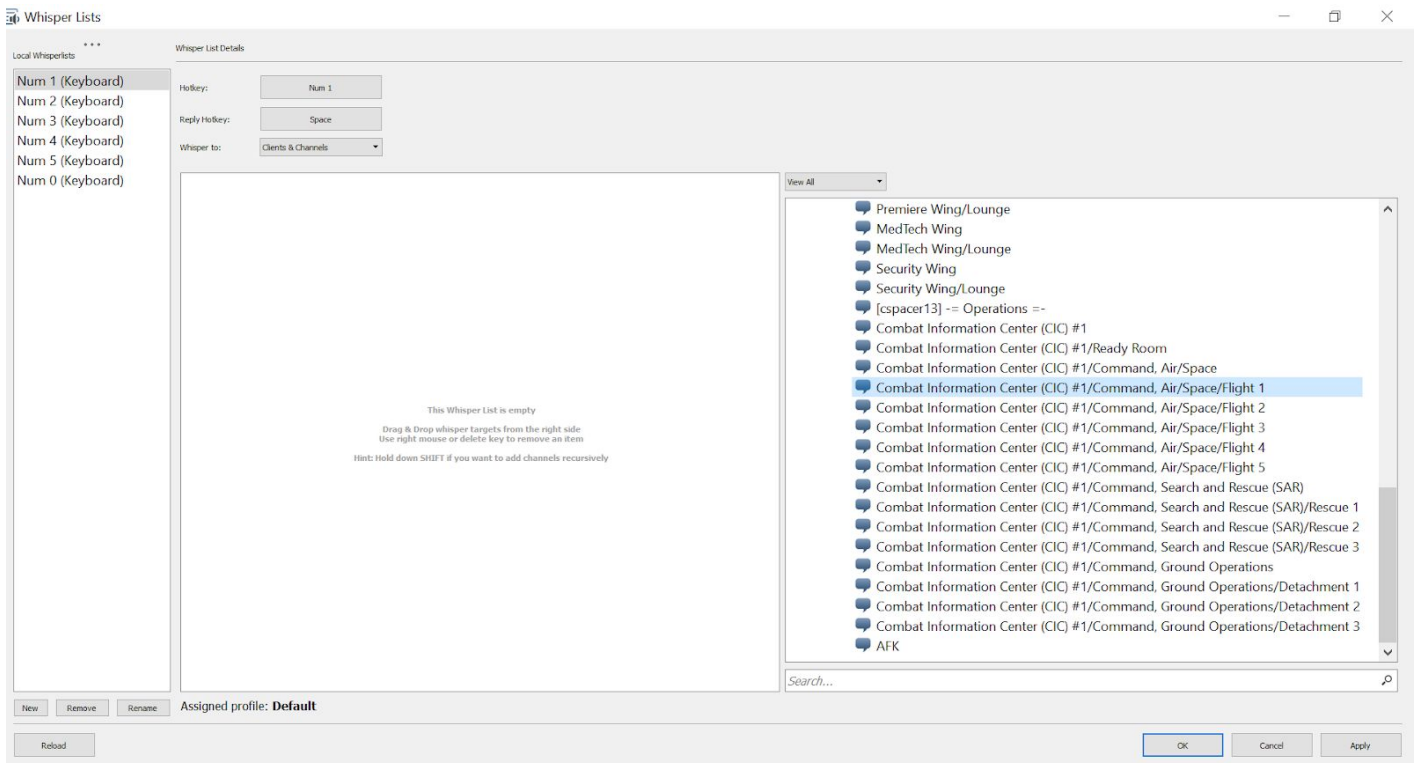 Whisper Lists
...
Local Whisperlists
Num 1 (Keyboard)
Num 2 (Keyboard)
Num 3 (Keyboard)
Num 4 (Keyboard)
Num 5 (Keyboard)
Num 0 (Keyboard)
New
Remove
Rename
Whisper List Details
Hotkey:
Num 1
Reply Hotkey:
Space
Whisper to:
Clients & Channels
This Whisper List is empty
Drag & Drop whisper targets from the right side
Use right mouse or delete key to remove an item
Hint: Hold down SHIFT if you want to add channels recursively
View All
Premiere Wing/Lounge
MedTech Wing
MedTech Wing/Lounge
Security Wing
Security Wing/Lounge
[cspacer13] -= Operations =-
Combat Information Center (CIC) #1
Combat Information Center (CIC) #1/Ready Room
Combat Information Center (CIC) #1/Command, Air/Space
Combat Information Center (CIC) #1/Command, Air/Space/Flight 1
Combat Information Center (CIC) #1/Command, Air/Space/Flight 2
Combat Information Center (CIC) #1/Command, Air/Space/Flight 3
Combat Information Center (CIC) #1/Command, Air/Space/Flight 4
Combat Information Center (CIC) #1/Command, Air/Space/Flight 5
Combat Information Center (CIC) #1/Command, Search and Rescue (SAR)
Combat Information Center (CIC) #1/Command, Search and Rescue (SAR)/Rescue 1
Combat Information Center (CIC) #1/Command, Search and Rescue (SAR)/Rescue 2
Combat Information Center (CIC) #1/Command, Search and Rescue (SAR)/Rescue 3
Combat Information Center (CIC) #1/Command, Ground Operations
Combat Information Center (CIC) #1/Command, Ground Operations/Detachment 1
Combat Information Center (CIC) #1/Command, Ground Operations/Detachment 2
Combat Information Center (CIC) #1/Command, Ground Operations/Detachment 3
AFK
Search...
Assigned profile: Default
Reload
OK
Cancel
Apply